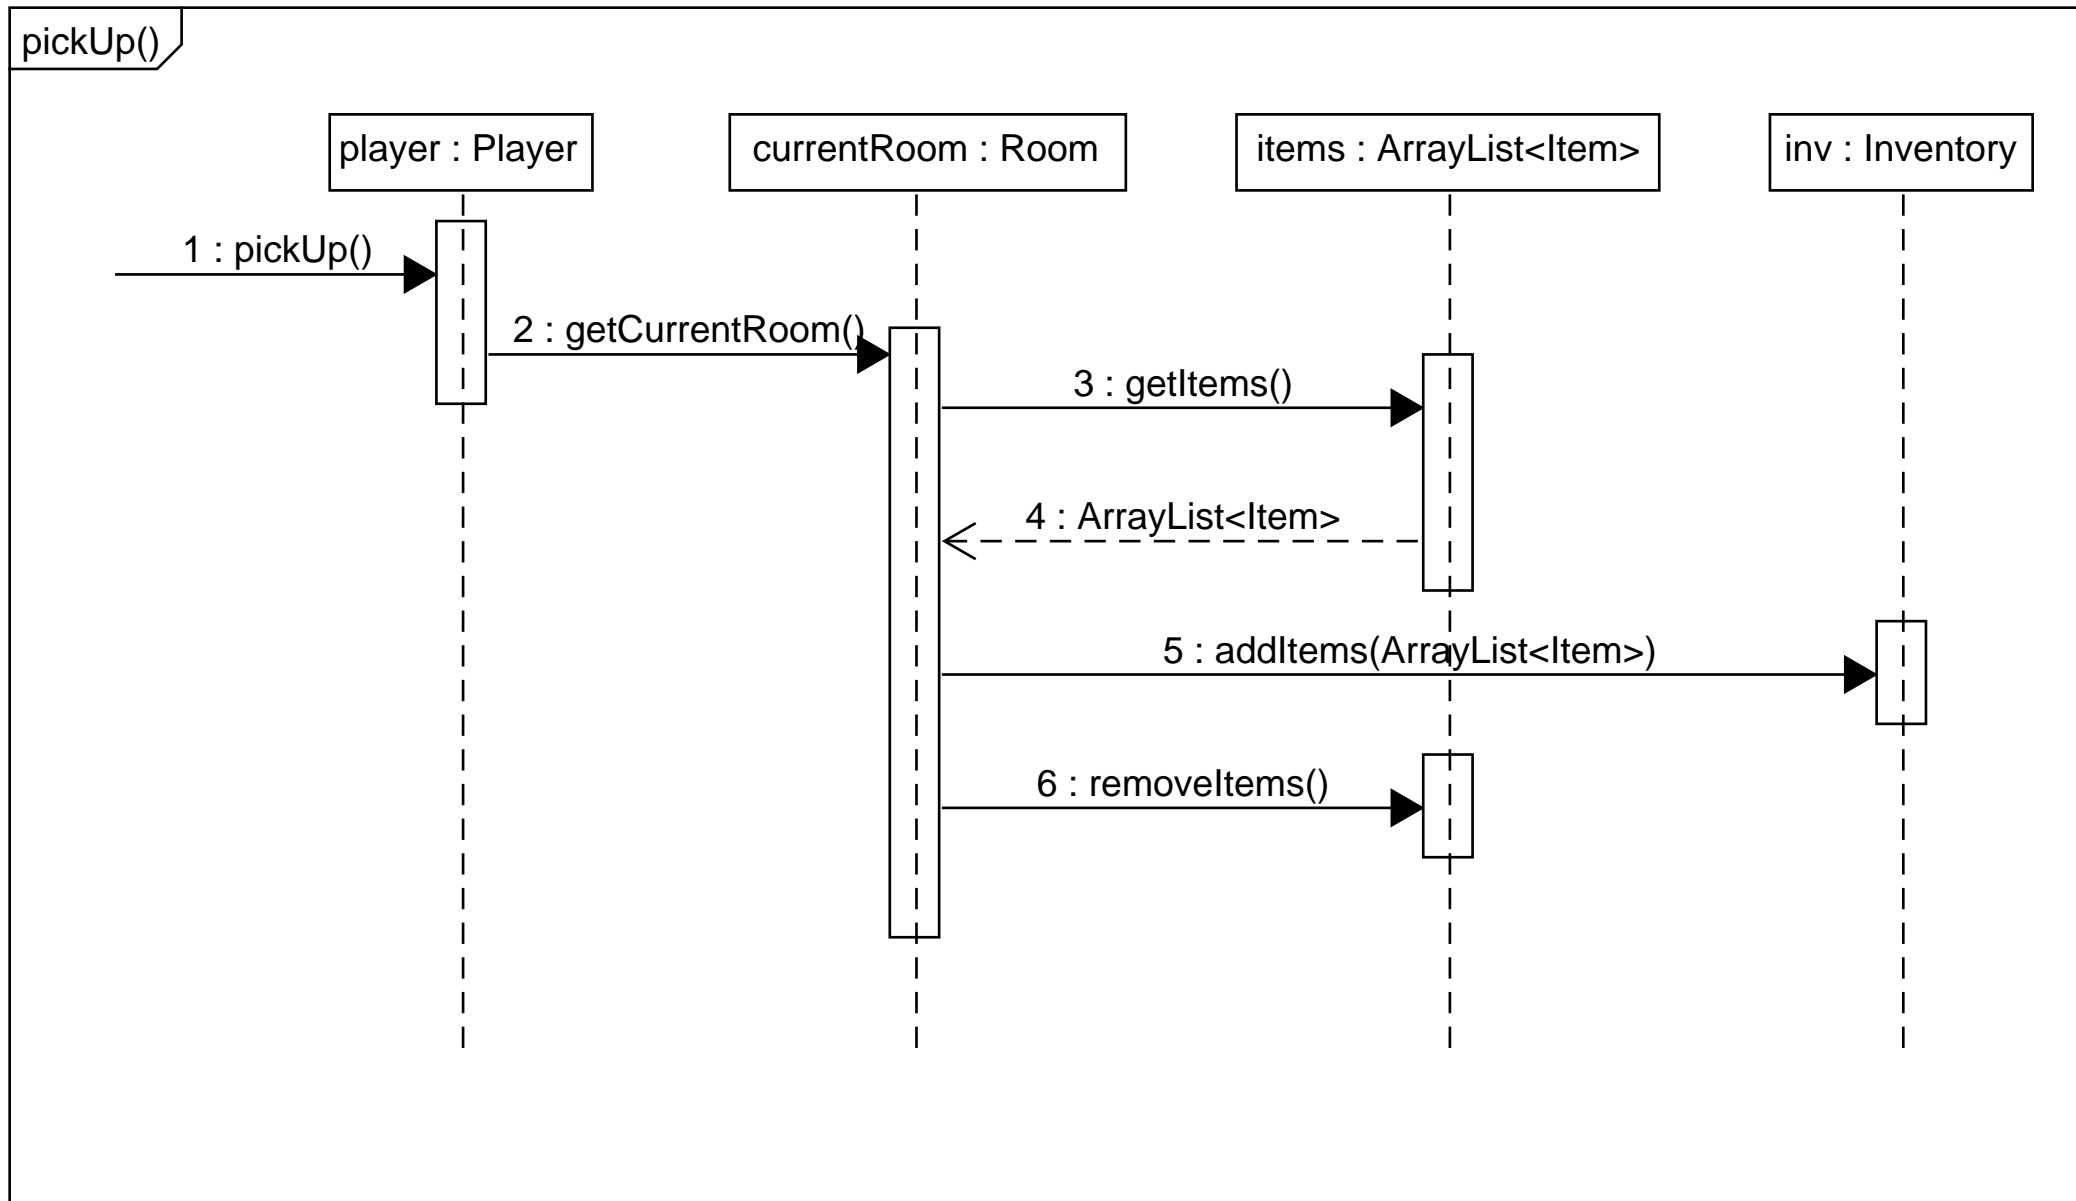 pickUp()
player : Player
currentRoom : Room
items : ArrayList<Item>
inv : Inventory
1 : pickUp()
2 : getCurrentRoom()
3 : getItems()
4 : ArrayList<Item>
5 : addItems(ArrayList<Item>)
6 : removeItems()